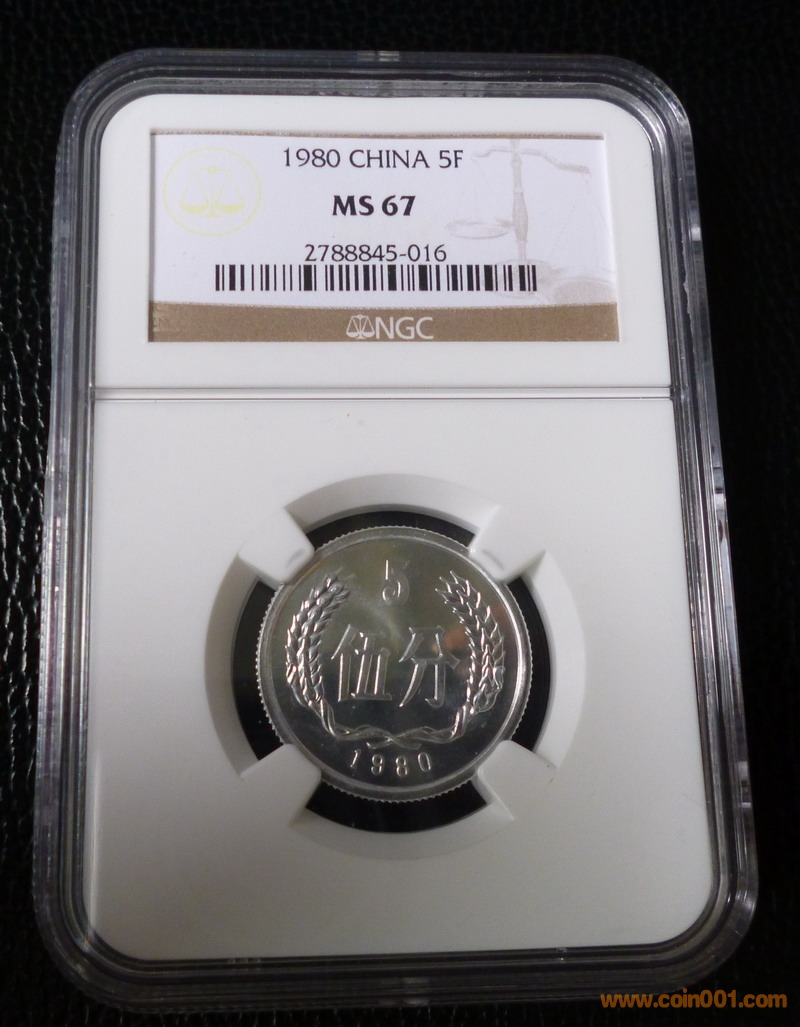 1980 CHINA 5F
MS 67
2788845-016
NGC
5
伍分
1980
www.coin001.com